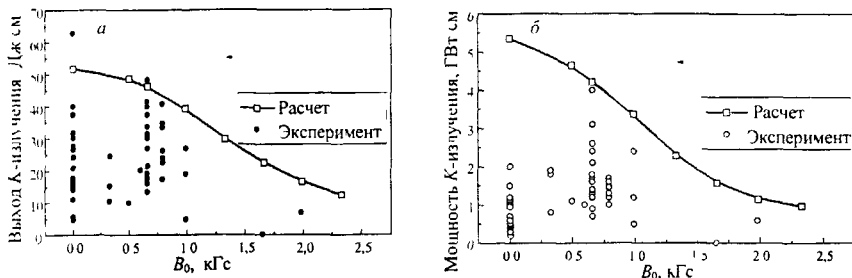 а
Выход K-излучения Дж см
70
60
50
40
30
20
10
0
Расчет
Эксперимент
0 0
0 5
1 0
1 5
2 0
2,5
B₀, кГс
б
Мощность K-излучения, ГВт см
6
5
4
3
2
1
0
Расчет
Эксперимент
0 0
0 5
1 0
1 5
2 0
2,5
B₀, кГс